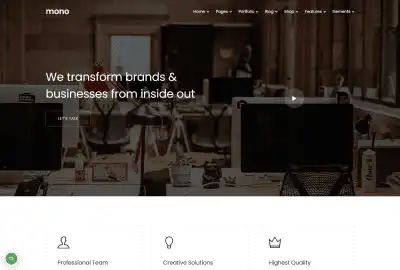 mono
Home Pages Portfolio Blog Shop Features Elements
We transform brands &
businesses from inside out
LET'S TALK
Professional Team
Creative Solutions
Highest Quality